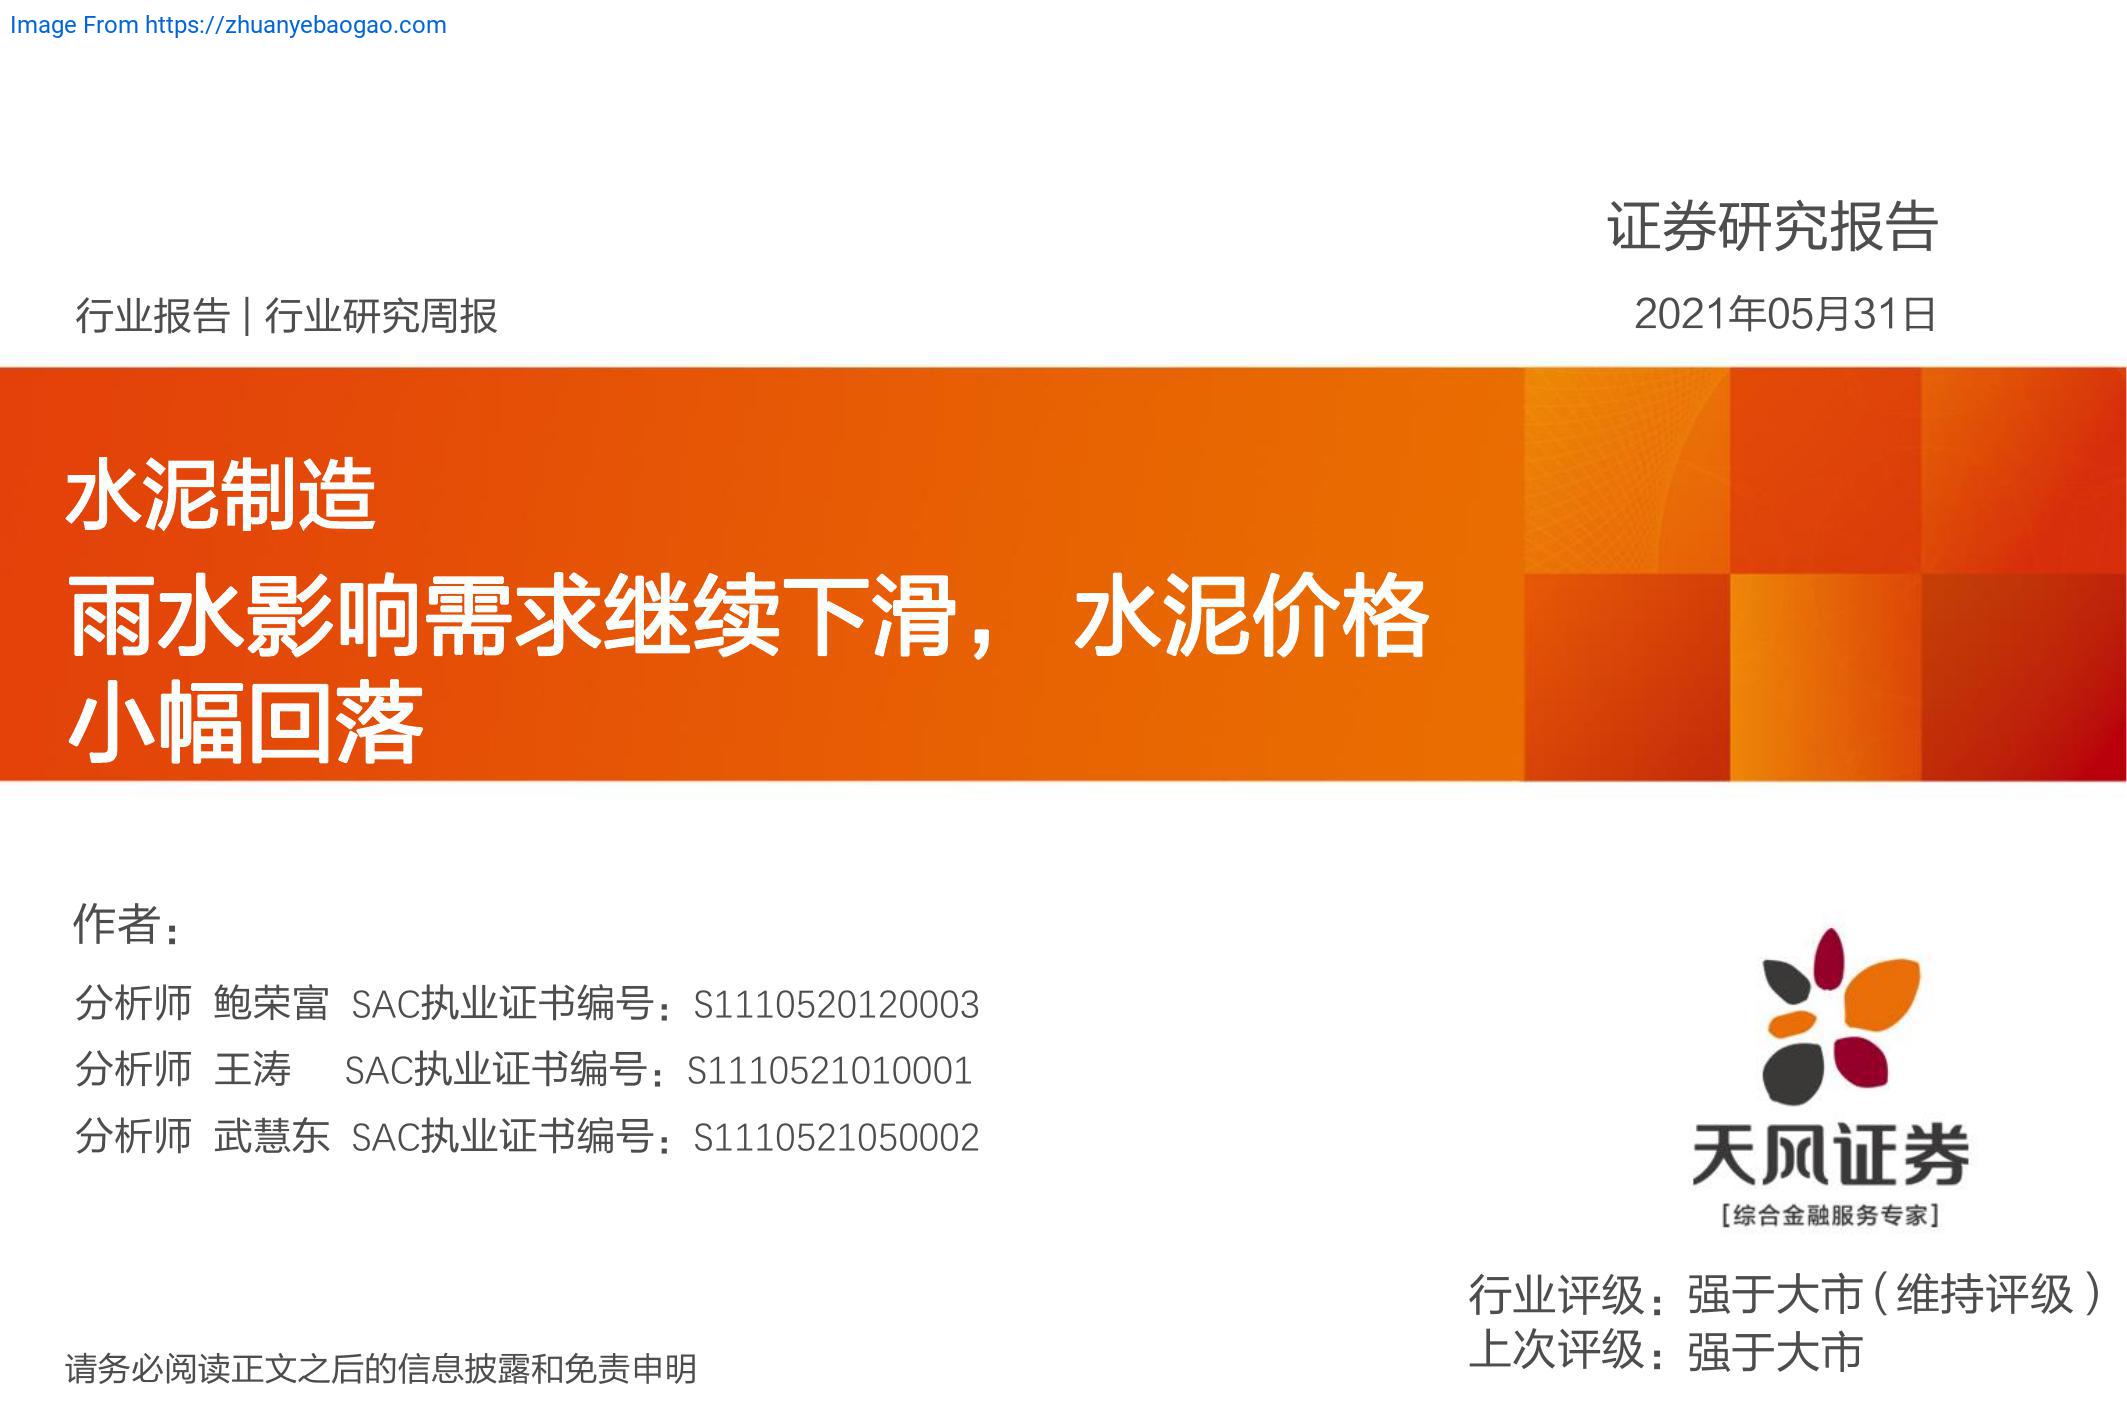 Image From https://zhuanyebaogao.com
证券研究报告
行业报告 | 行业研究周报
2021年05月31日
水泥制造
雨水影响需求继续下滑， 水泥价格
小幅回落
作者：
分析师 鲍荣富 SAC执业证书编号：S1110520120003
分析师 王涛 SAC执业证书编号：S1110521010001
分析师 武慧东 SAC执业证书编号：S1110521050002
天风证券
[综合金融服务专家]
行业评级：强于大市（维持评级）
上次评级：强于大市
请务必阅读正文之后的信息披露和免责申明